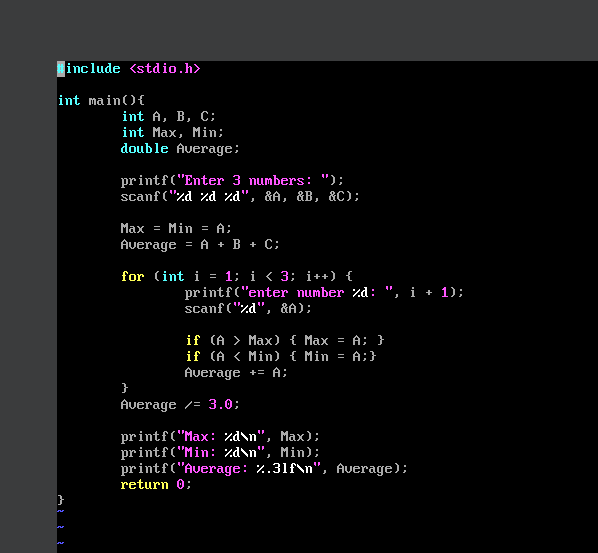 #include <stdio.h>
int main(){
int A, B, C;
int Max, Min;
double Average;
printf("Enter 3 numbers: ");
scanf("%d %d %d", &A, &B, &C);
Max = Min = A;
Average = A + B + C;
for (int i = 1; i < 3; i++) {
printf("enter number %d: ", i + 1);
scanf("%d", &A);
if (A > Max) { Max = A; }
if (A < Min) { Min = A;}
Average += A;
}
Average /= 3.0;
printf("Max: %d\n", Max);
printf("Min: %d\n", Min);
printf("Average: %.3lf\n", Average);
return 0;
}
~
~
~